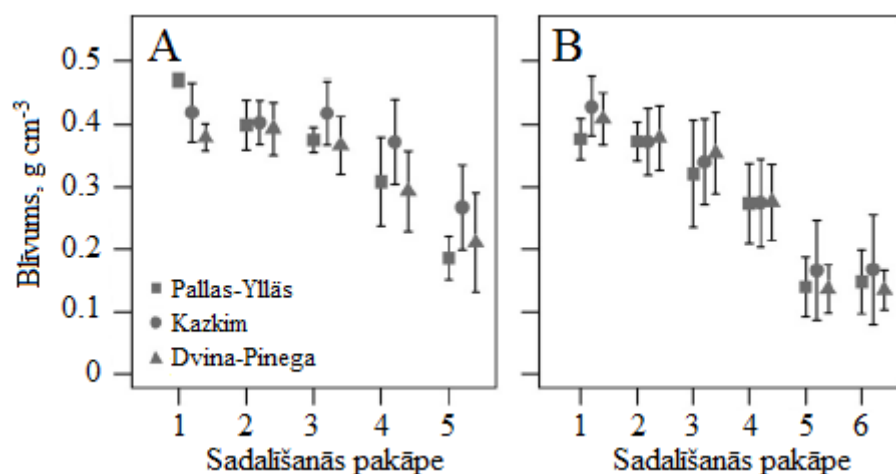 A
B
Blīvums, g cm-3
0.5
0.4
0.3
0.2
0.1
0
Pallas-Ylläs
Kazkim
Dvina-Pinega
1 2 3 4 5
1 2 3 4 5 6
Sadalīšanās pakāpe
Sadalīšanās pakāpe